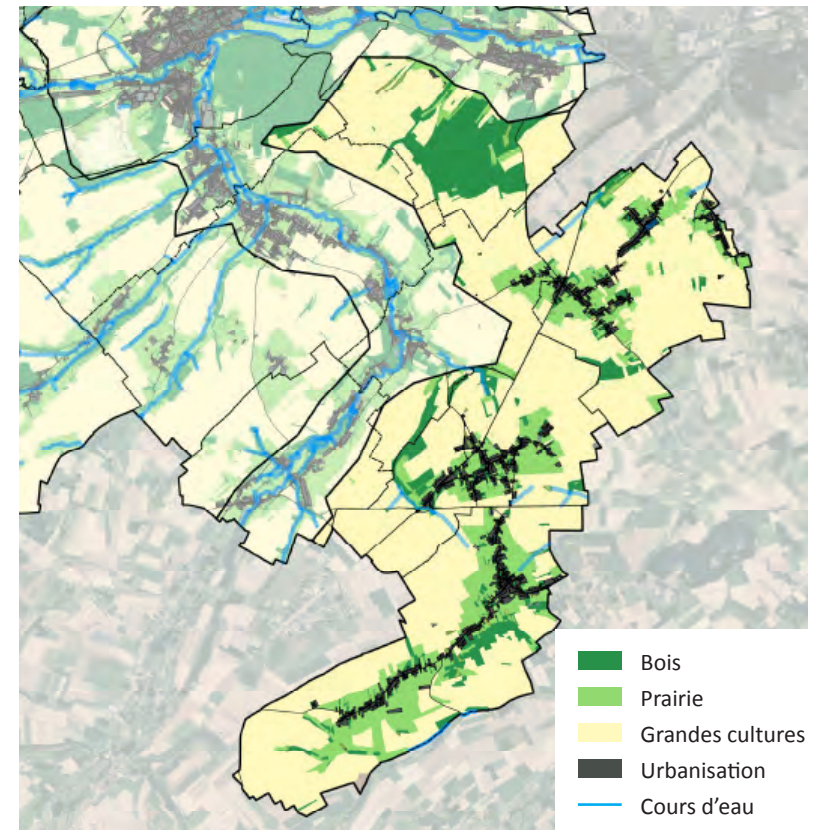 Bois
Prairie
Grandes cultures
Urbanisation
Cours d'eau